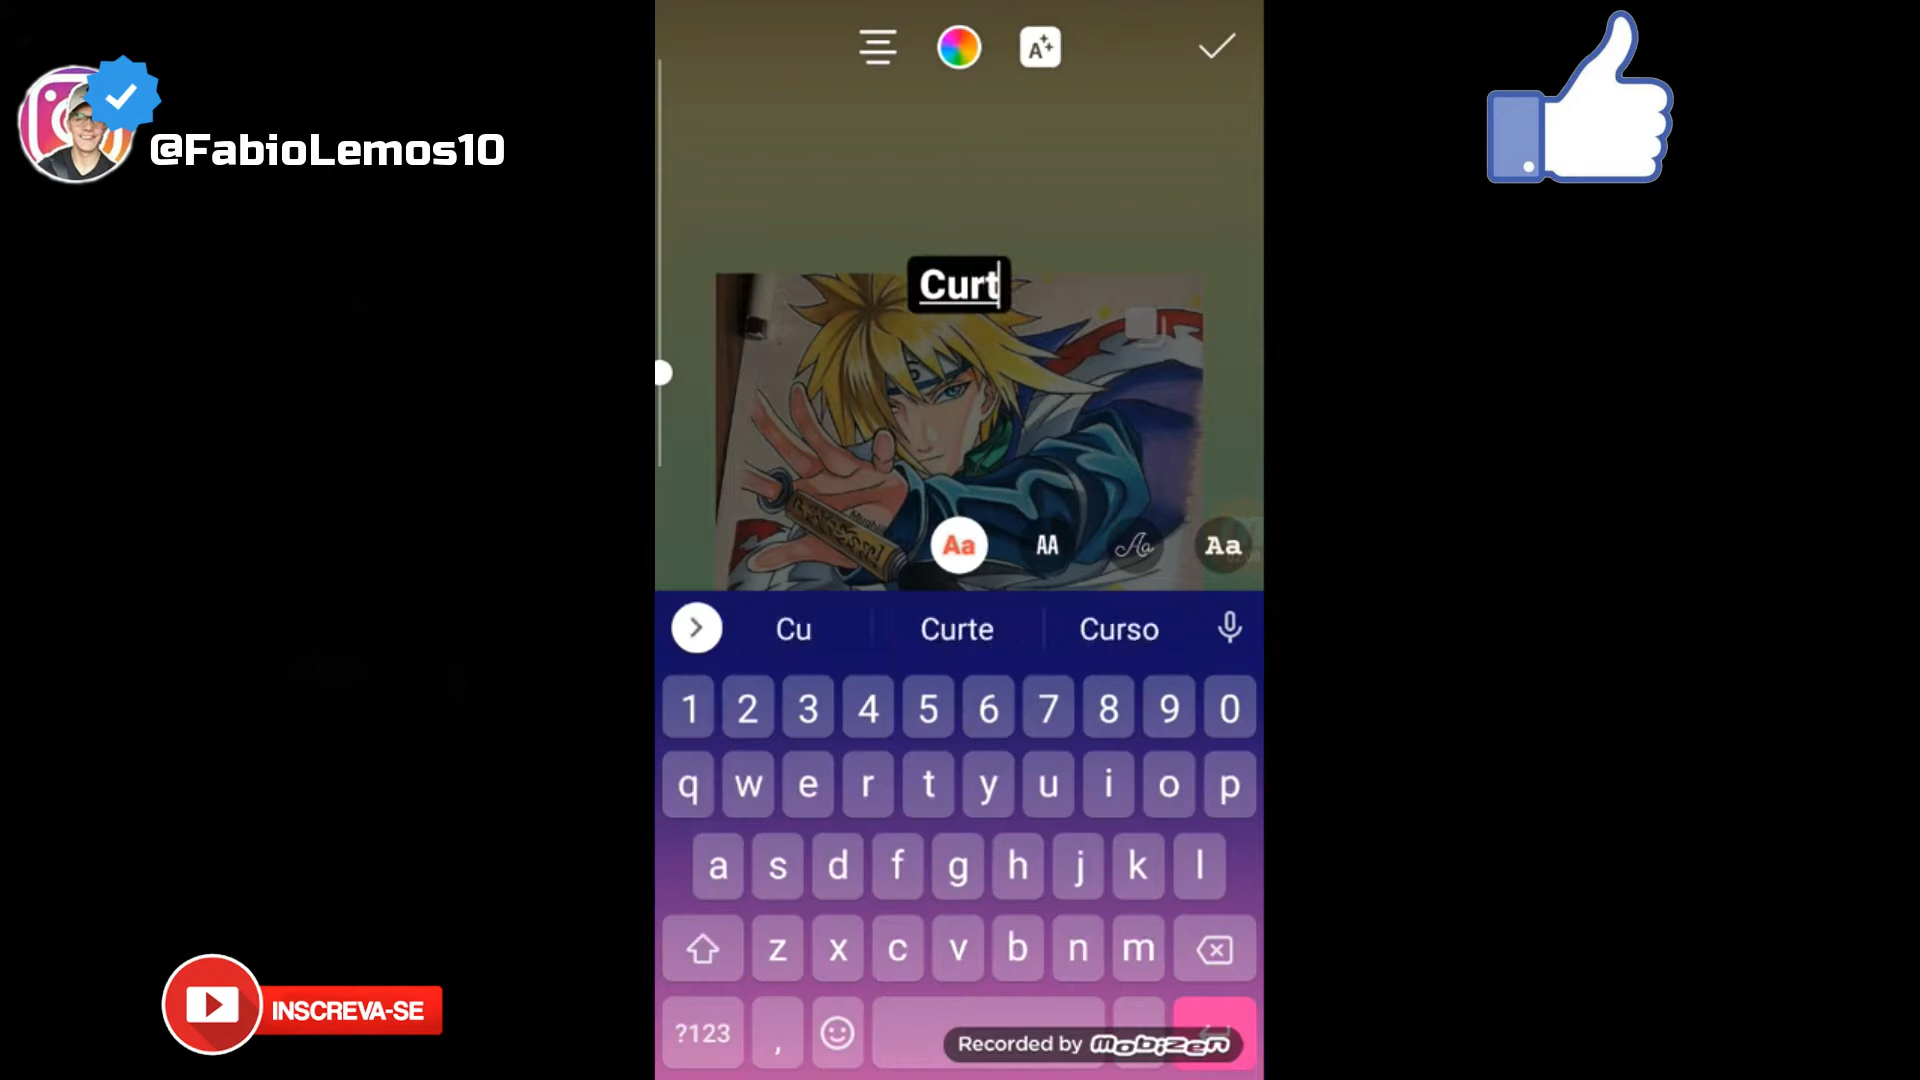 @FabioLemos10
A
Curt
Aa
AA
Aa
Aa
Cu
Curte
Curso
1 2 3 4 5 6 7 8 9 0
q w e r t y u i o p
a s d f g h j k l
z x c v b n m
?123 ,
Recorded by mobizen
INSCREVA-SE